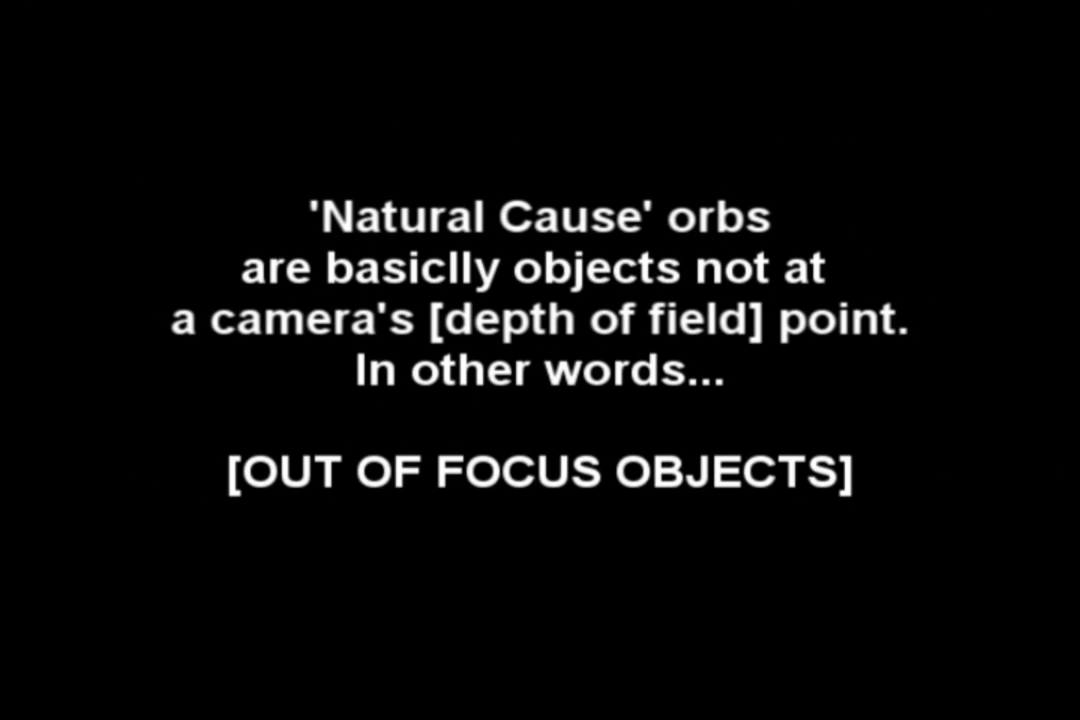 'Natural Cause' orbs
are basiclly objects not at
a camera's [depth of field] point.
In other words...
[OUT OF FOCUS OBJECTS]